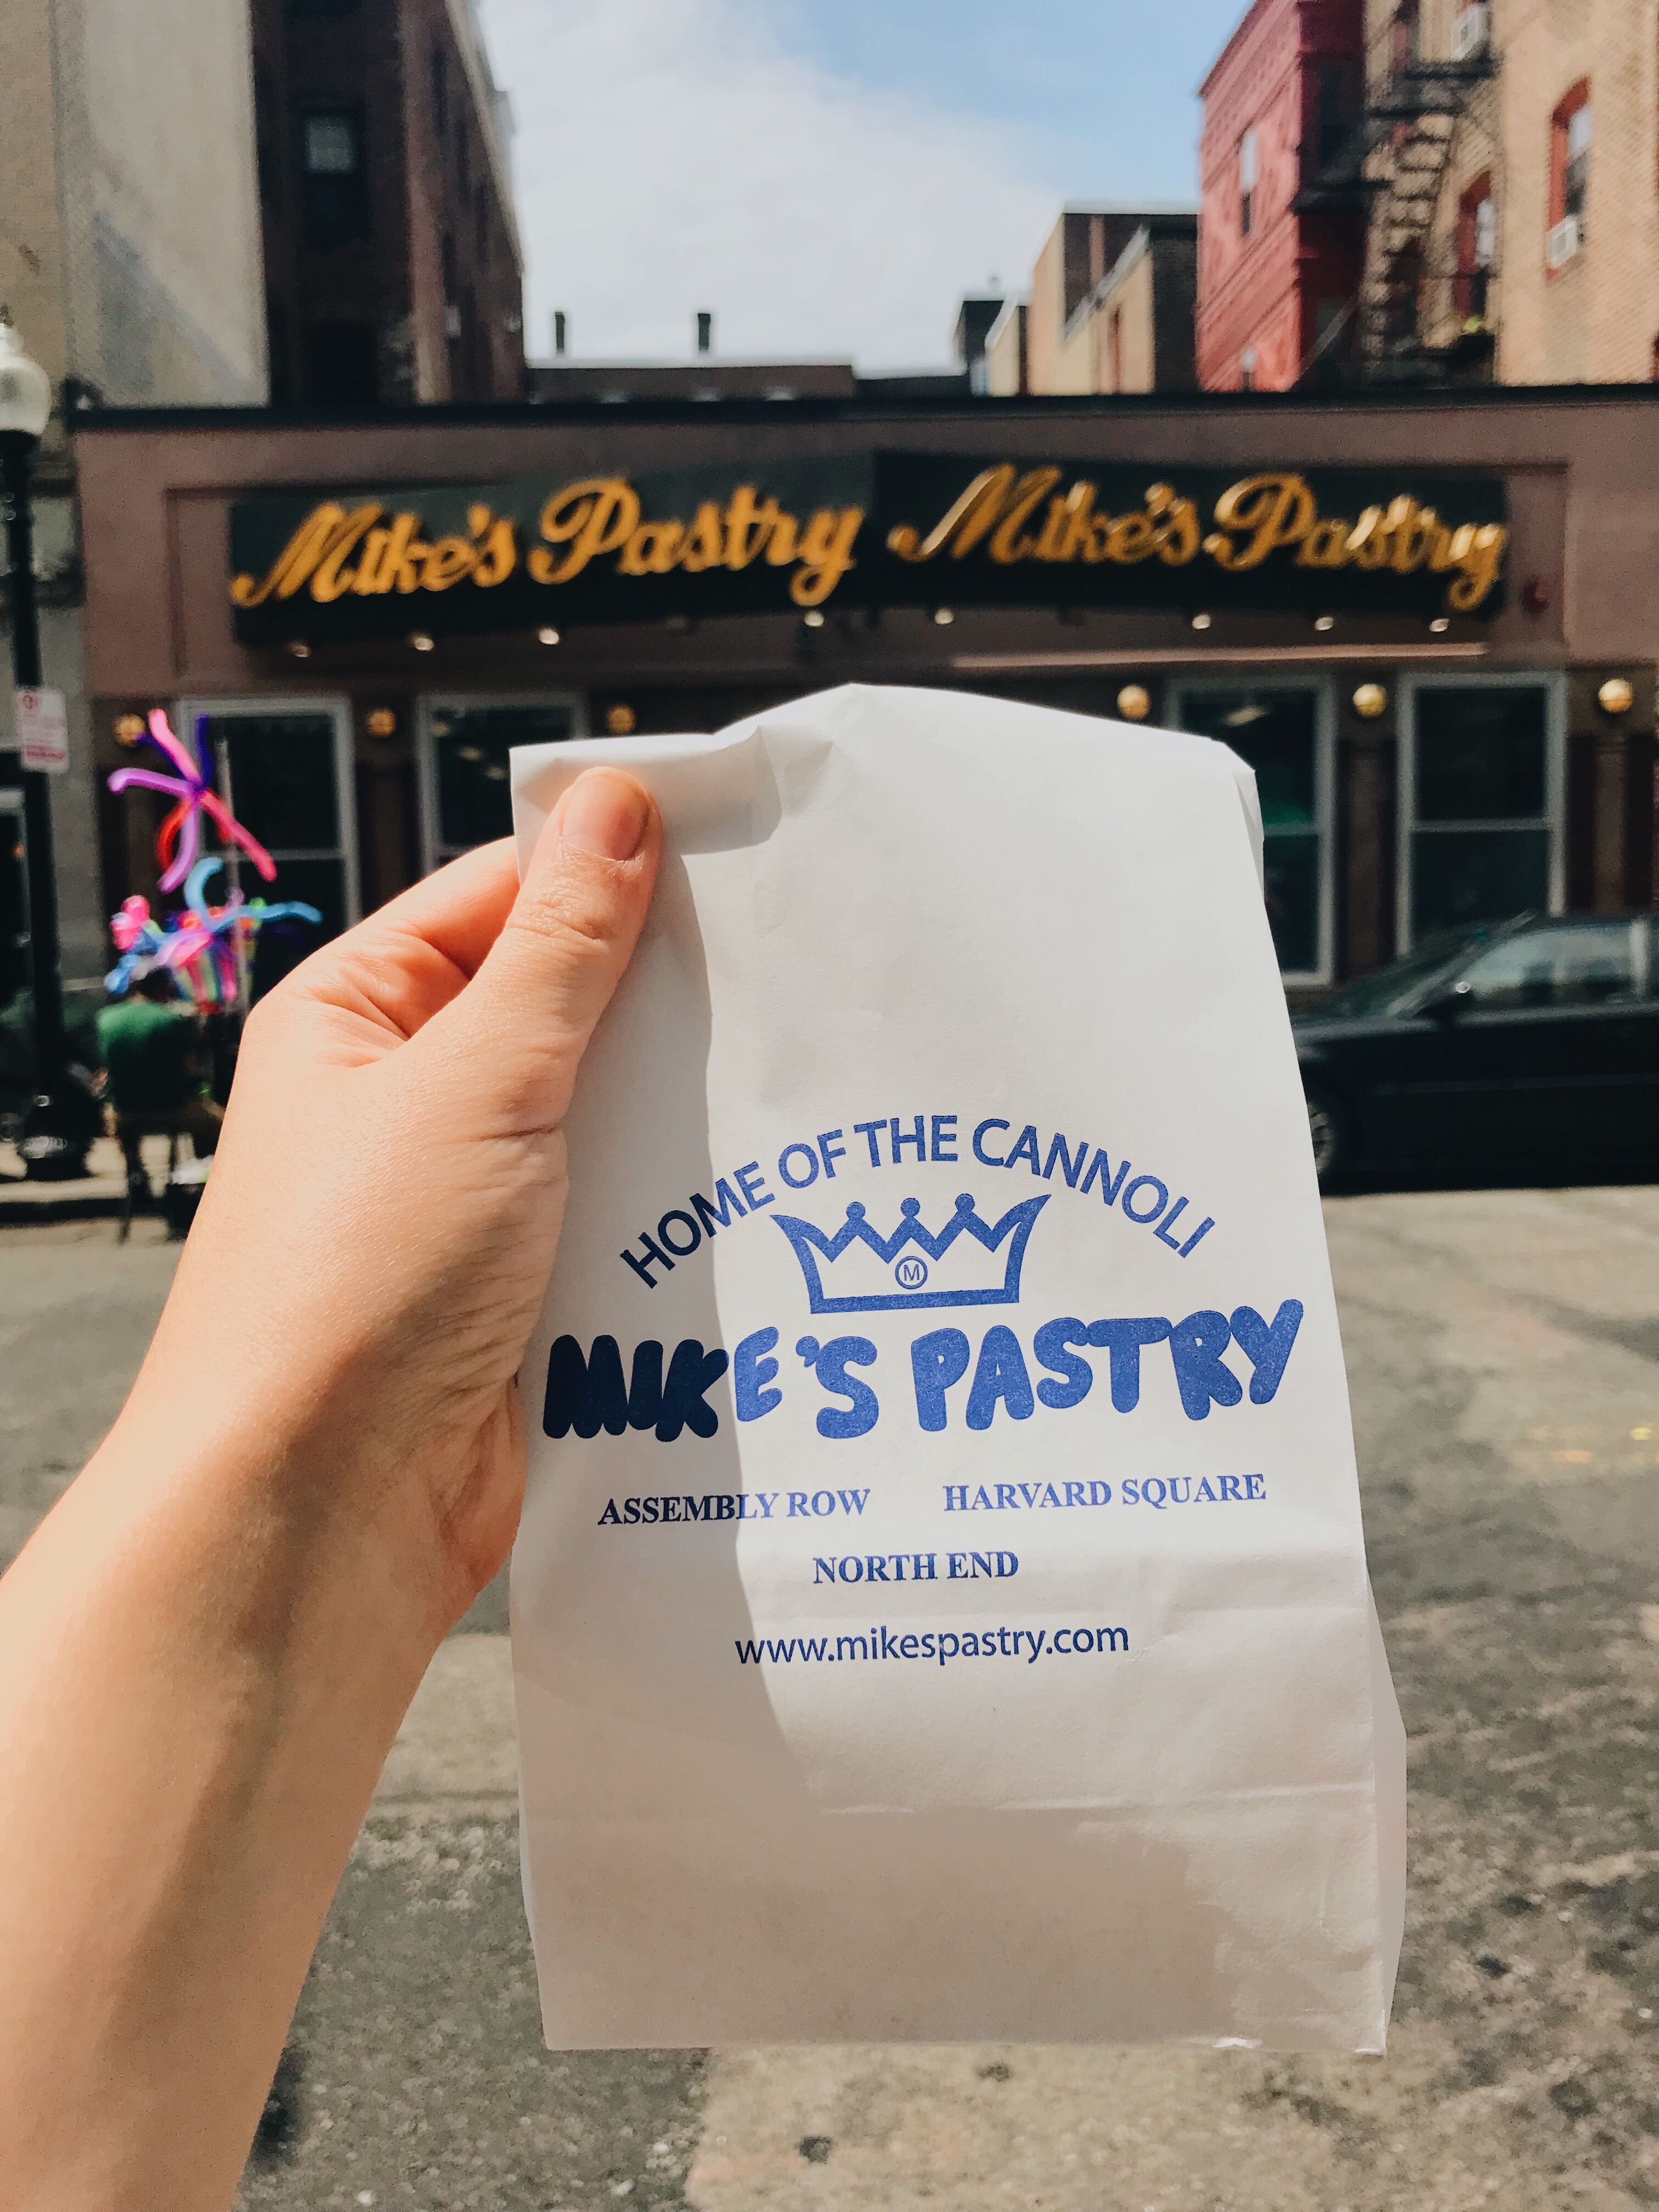 Mike's Pastry Mike's Pastry
HOME OF THE CANNOLI
M
MIKE'S PASTRY
ASSEMBLY ROW HARVARD SQUARE
NORTH END
www.mikespastry.com